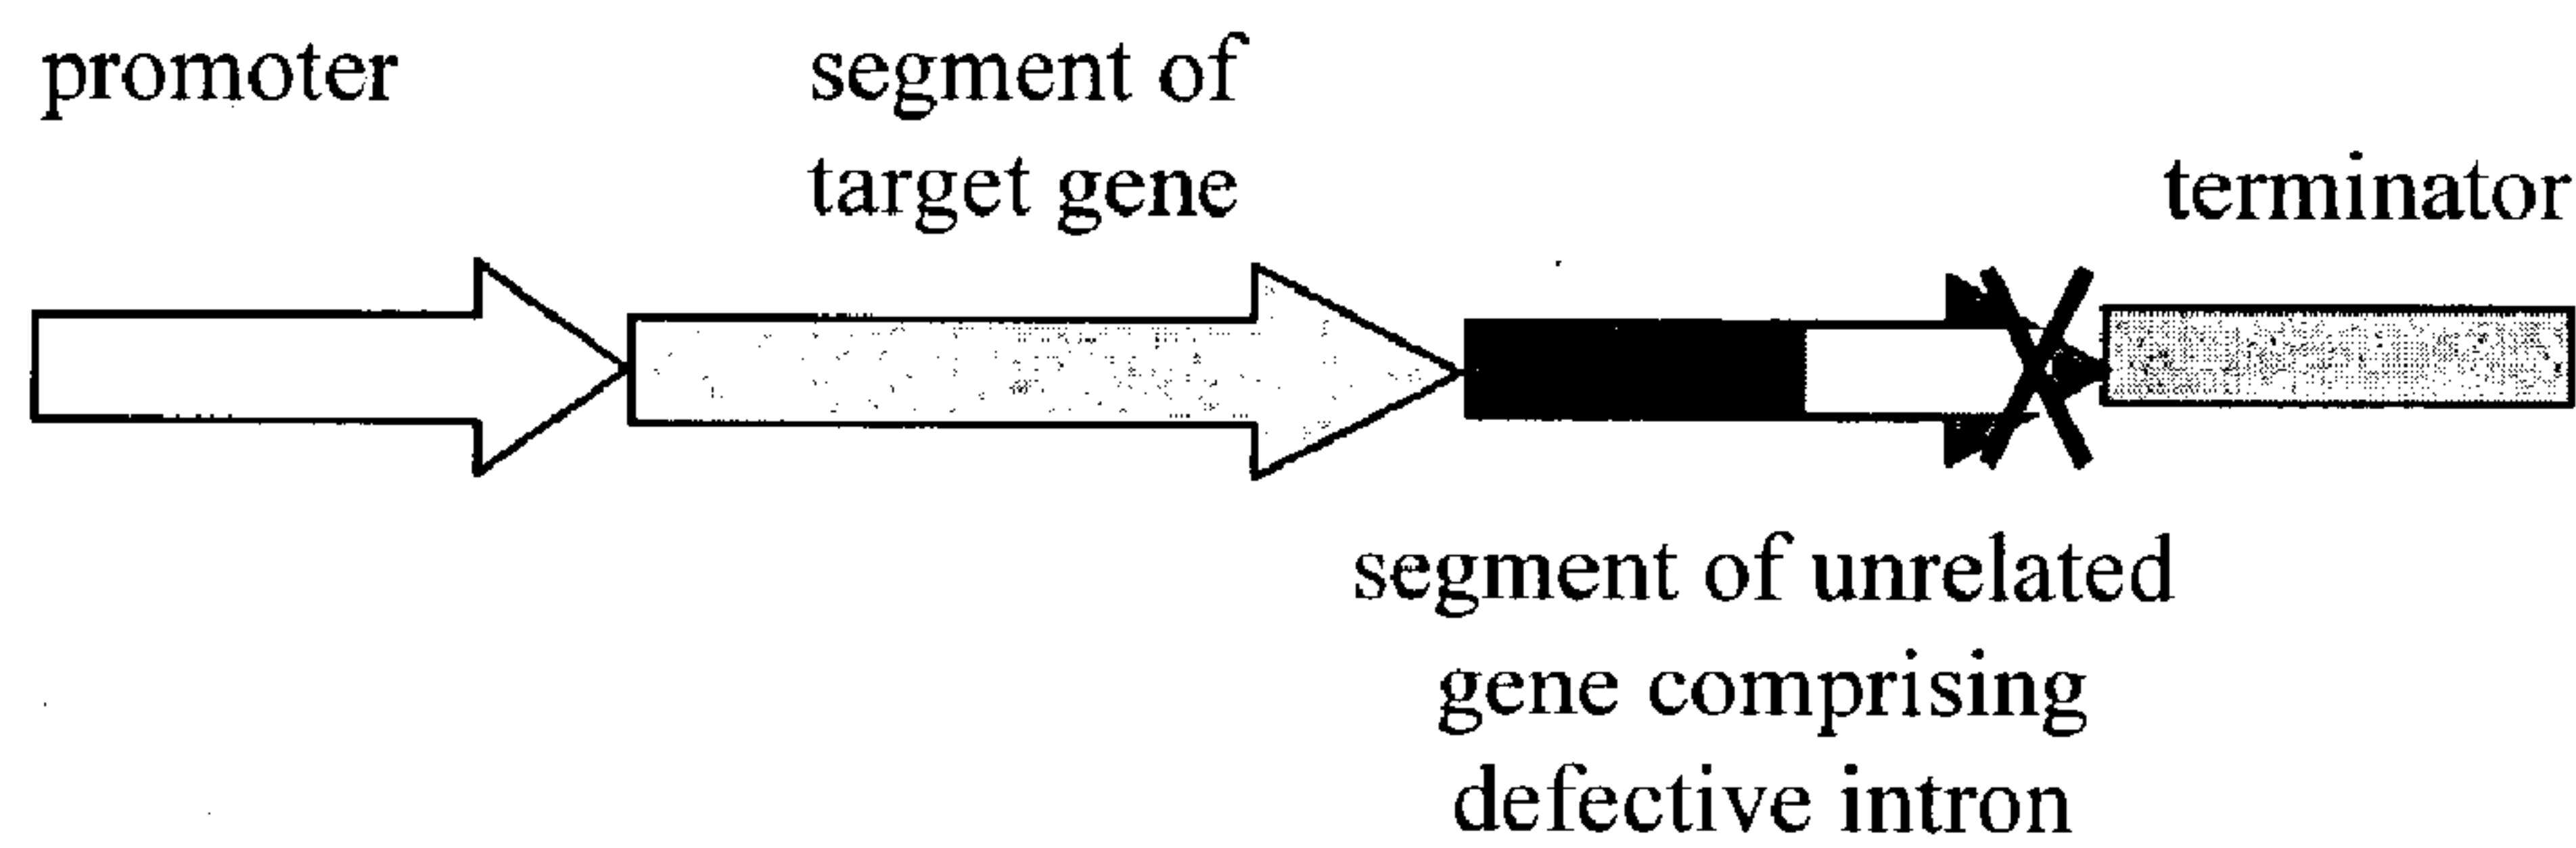 promoter
segment of
target gene
terminator
segment of unrelated
gene comprising
defective intron